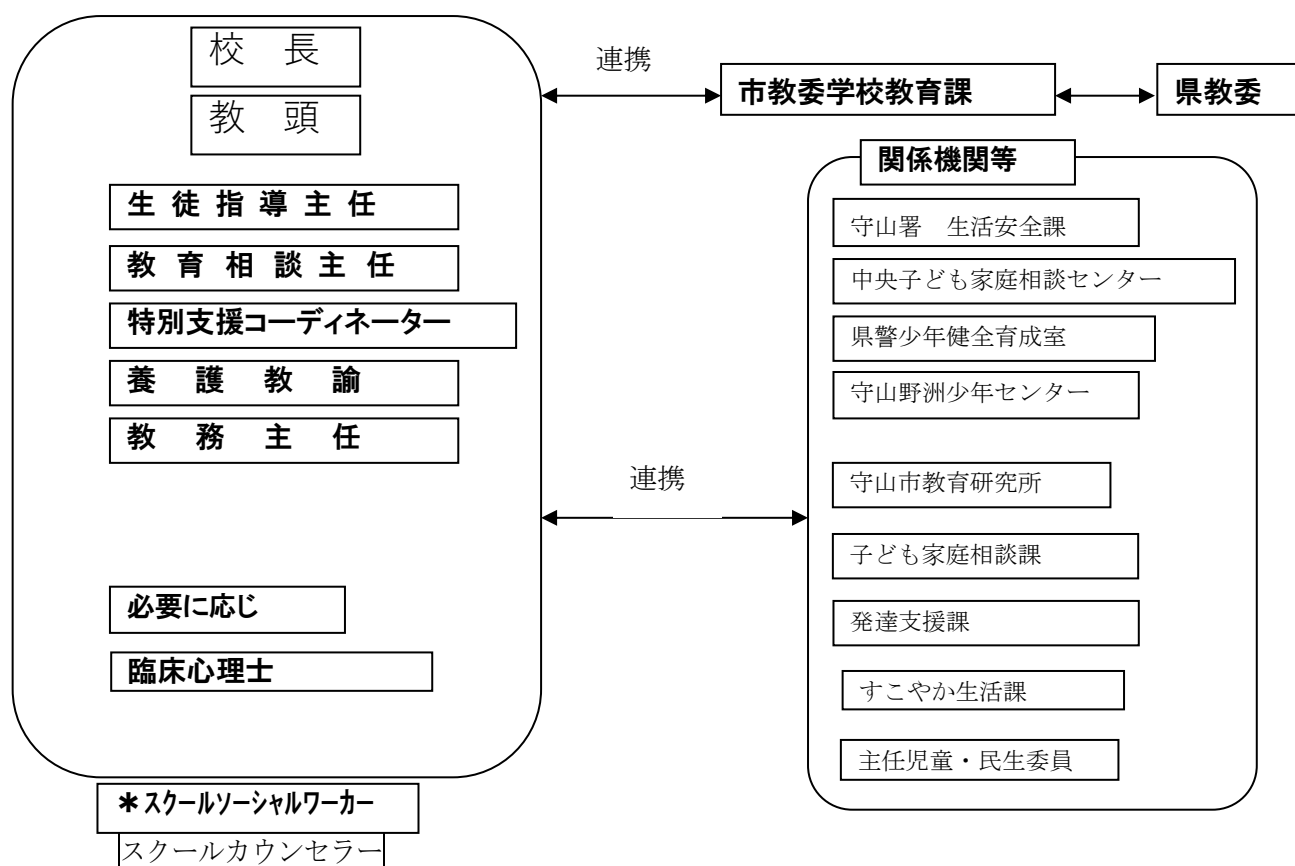 校　長
教　頭
生 徒 指 導 主 任
教 育 相 談 主 任
特別支援コーディネーター
養　護　教　諭
教　務　主　任
必要に応じ
臨床心理士
＊スクールソーシャルワーカー
スクールカウンセラー
連携
市教委学校教育課
県教委
連携
関係機関等
守山署　生活安全課
中央子ども家庭相談センター
県警少年健全育成室
守山野洲少年センター
守山市教育研究所
子ども家庭相談課
発達支援課
すこやか生活課
主任児童・民生委員